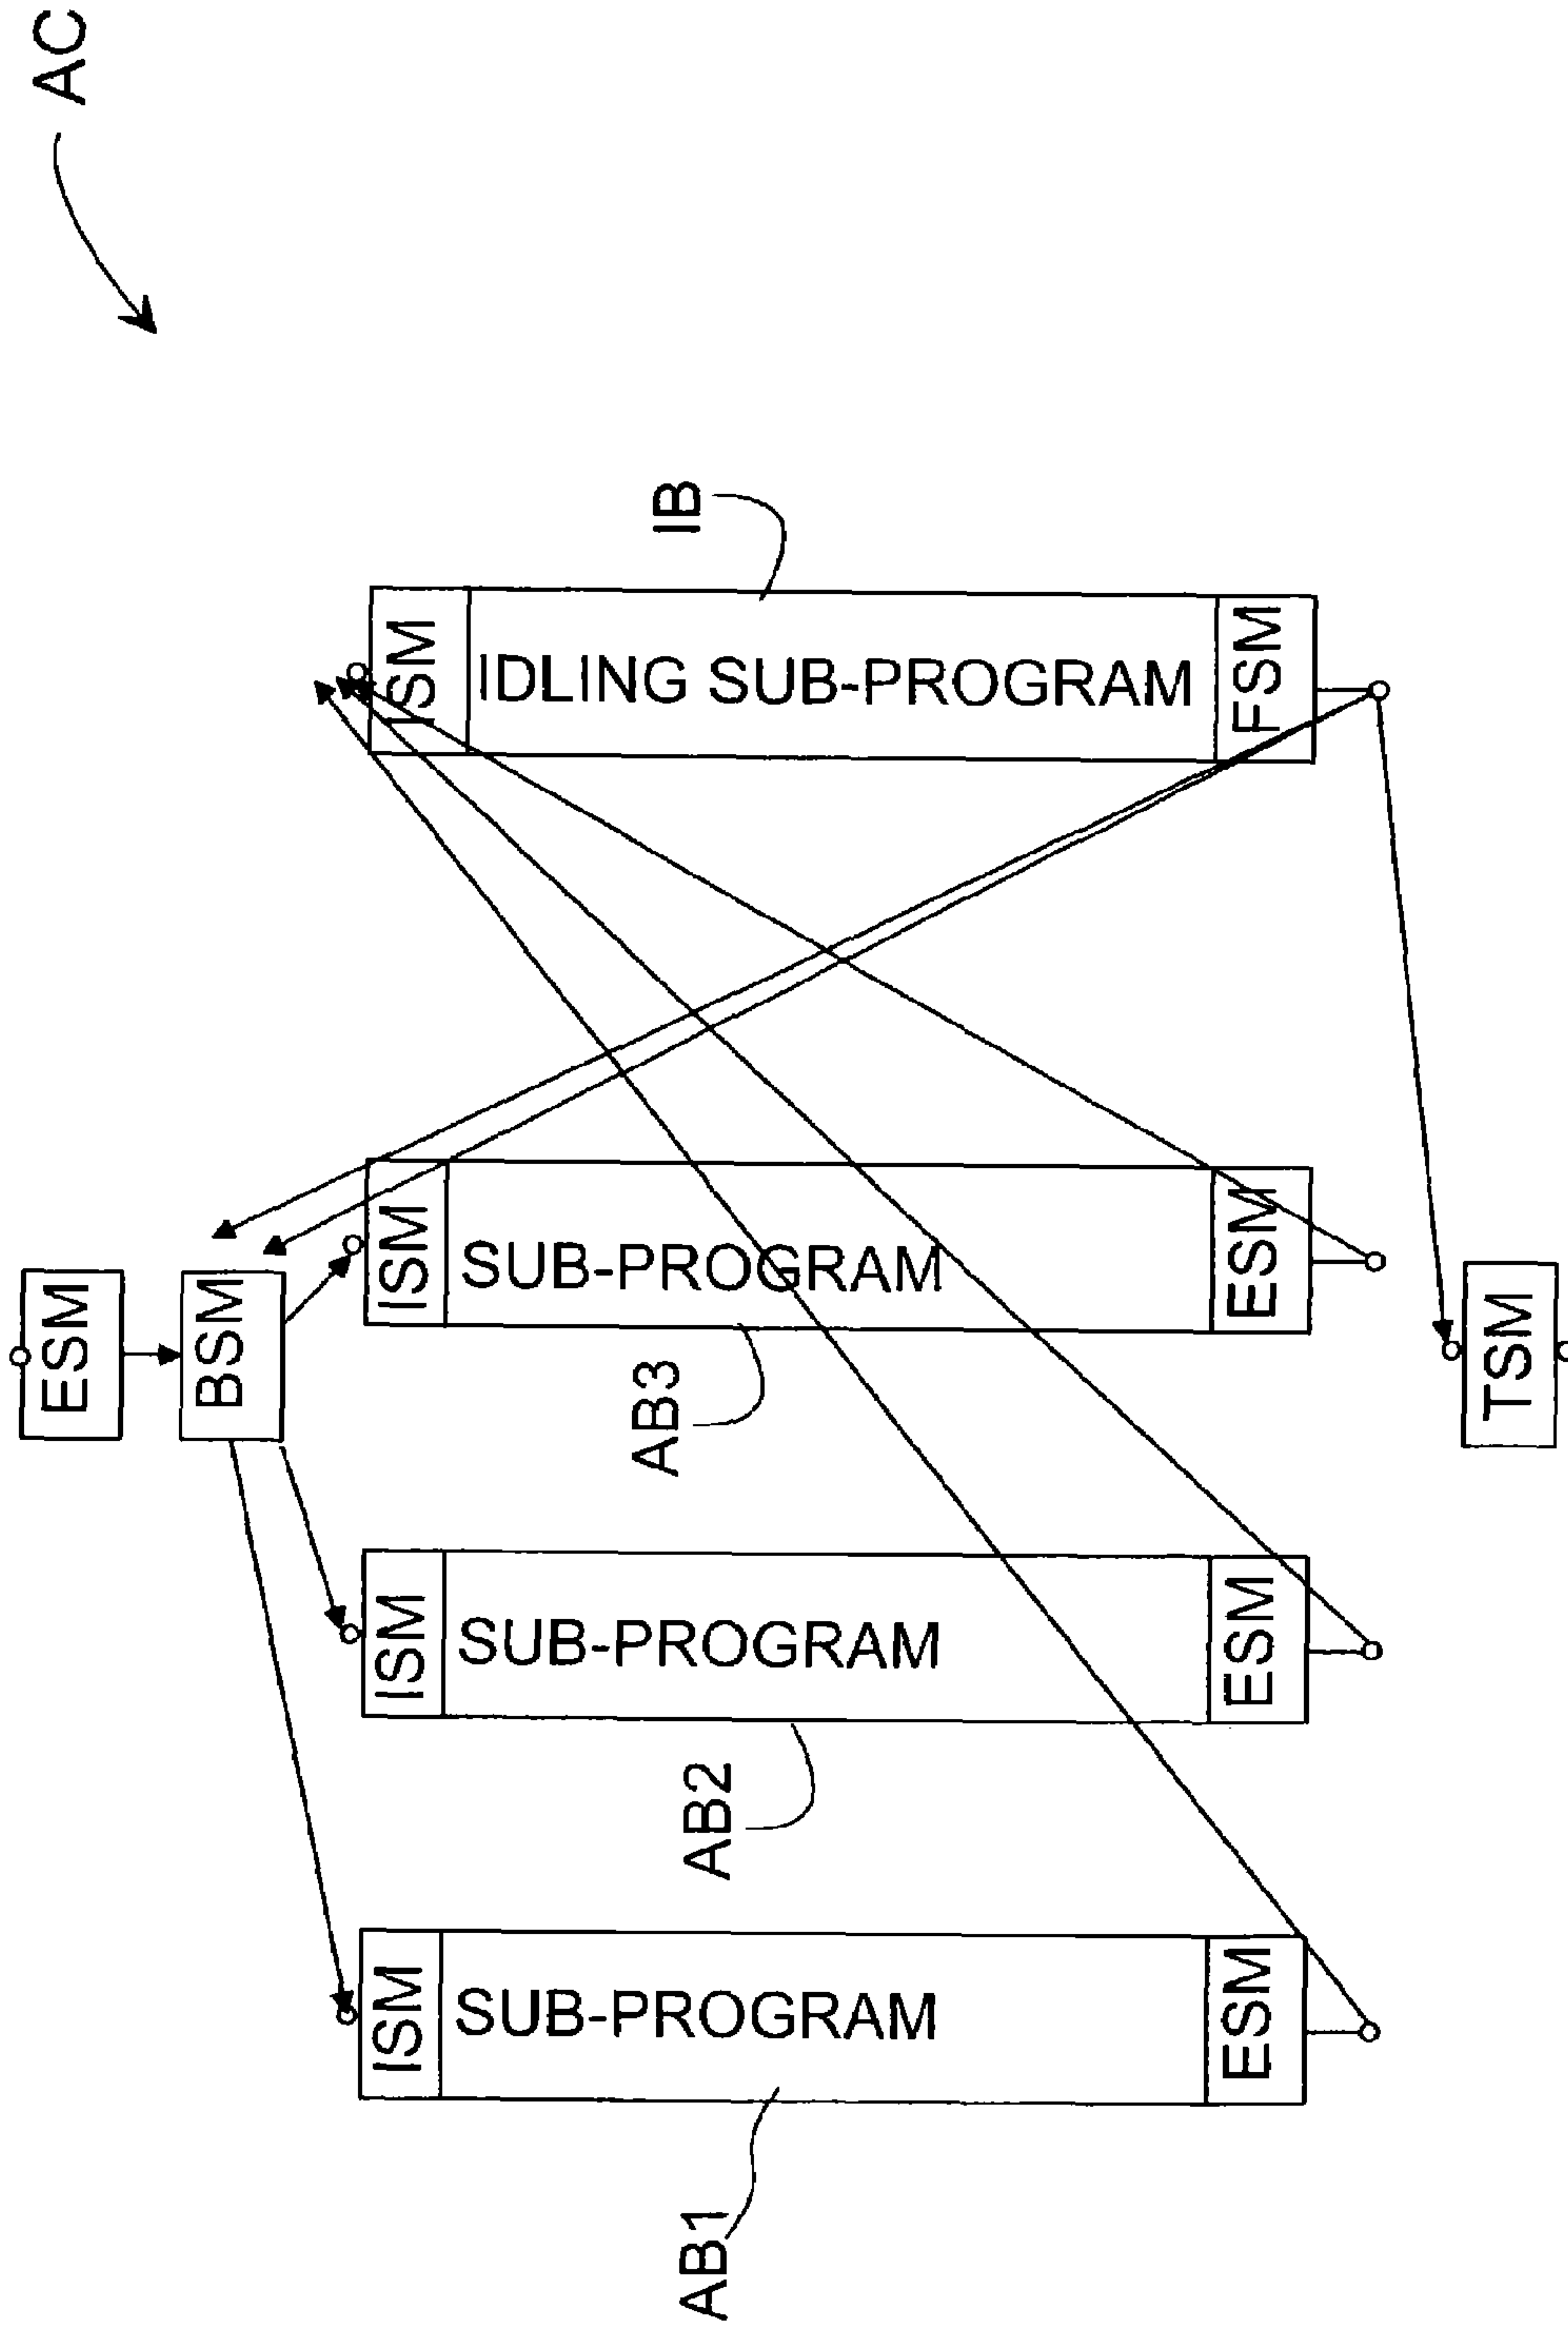 AC
ESM
BSM
ISM
SUB-PROGRAM
ESM
AB1
ISM
SUB-PROGRAM
ESM
AB2
ISM
SUB-PROGRAM
ESM
AB3
ISM
IDLING SUB-PROGRAM
FSM
IB
TSM